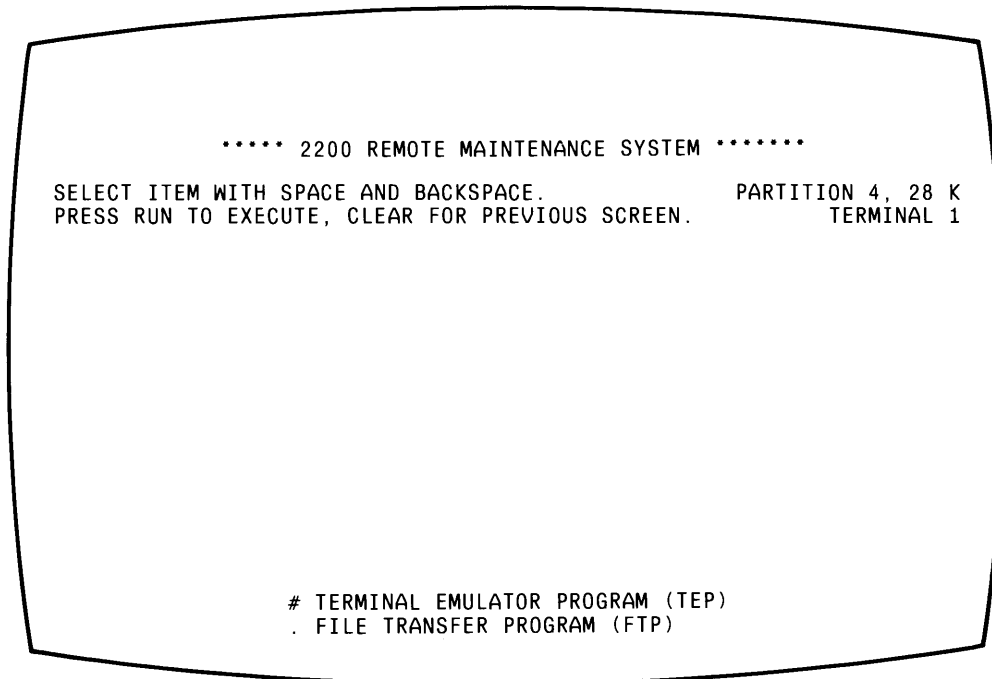 ***** 2200 REMOTE MAINTENANCE SYSTEM *******
SELECT ITEM WITH SPACE AND BACKSPACE. PARTITION 4, 28 K
PRESS RUN TO EXECUTE, CLEAR FOR PREVIOUS SCREEN. TERMINAL 1
# TERMINAL EMULATOR PROGRAM (TEP)
. FILE TRANSFER PROGRAM (FTP)